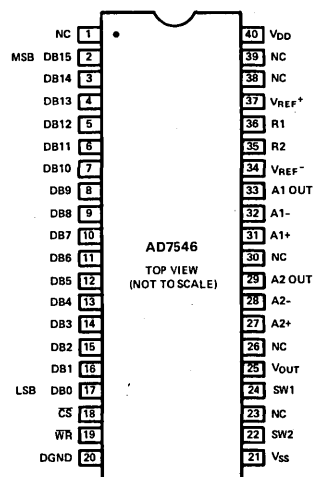 NC 1 40 VDD
MSB DB15 2 39 NC
DB14 3 38 NC
DB13 4 37 VREF+
DB12 5 36 R1
DB11 6 35 R2
DB10 7 34 VREF-
DB9 8 33 A1 OUT
DB8 9 32 A1-
DB7 10 31 A1+
DB6 11 30 NC
AD7546
TOP VIEW
(NOT TO SCALE)
DB5 12 29 A2 OUT
DB4 13 28 A2-
DB3 14 27 A2+
DB2 15 26 NC
DB1 16 25 VOUT
LSB DB0 17 24 SW1
C̅S̅ 18 23 NC
W̅R̅ 19 22 SW2
DGND 20 21 VSS